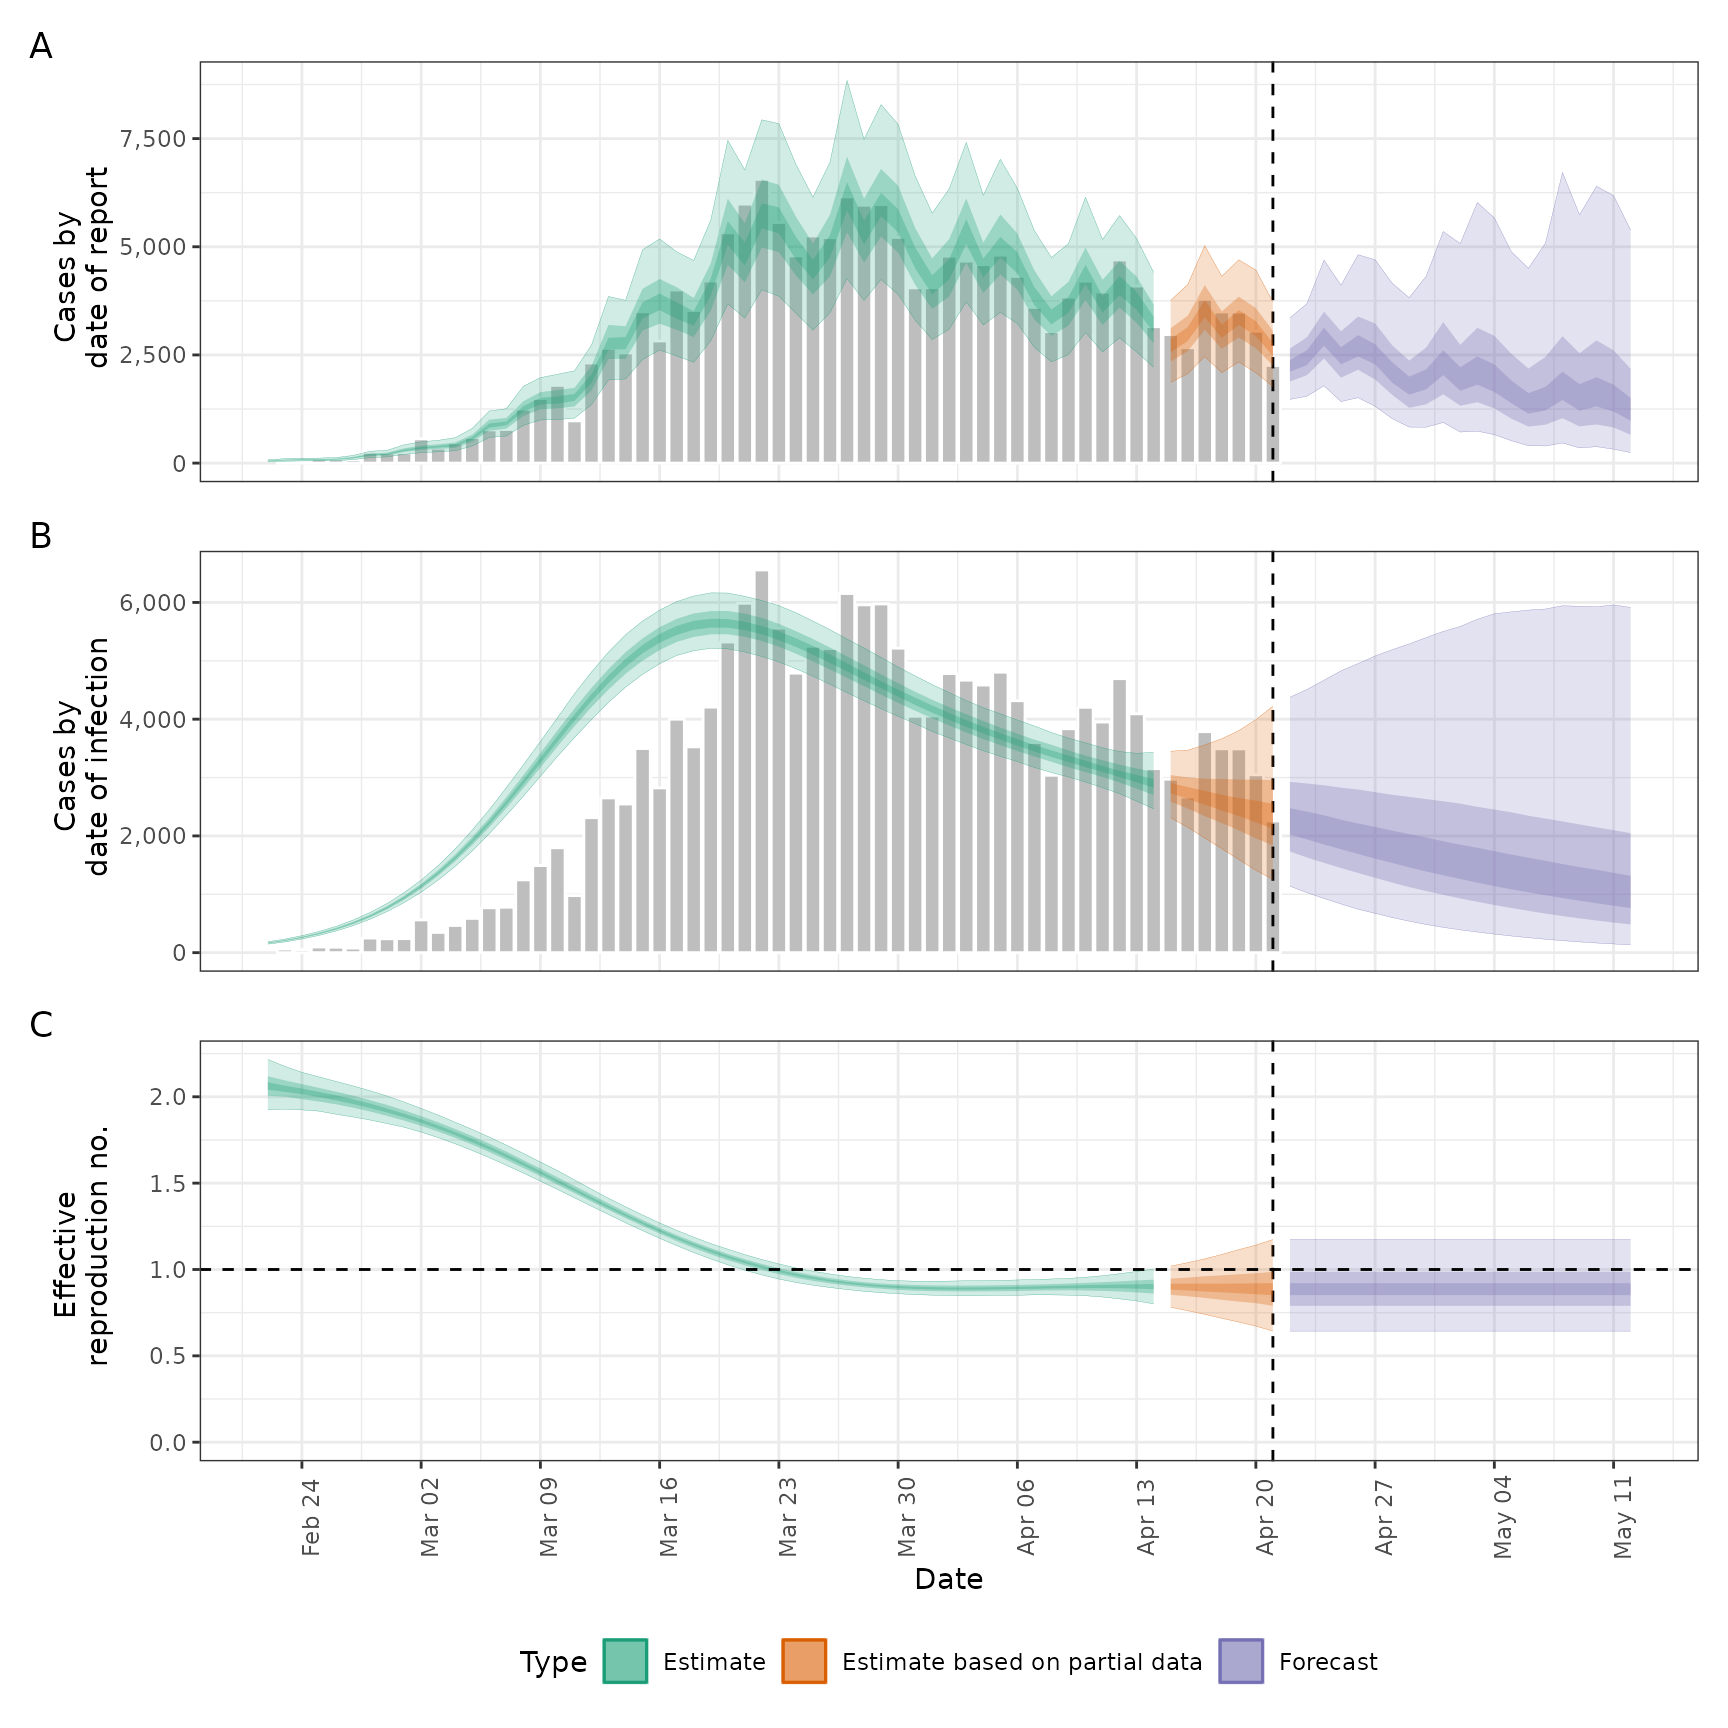 A
Cases by
date of report
7,500
5,000
2,500
0
B
Cases by
date of infection
6,000
4,000
2,000
0
C
Effective
reproduction no.
2.0
1.5
1.0
0.5
0.0
Feb 24
Mar 02
Mar 09
Mar 16
Mar 23
Mar 30
Apr 06
Apr 13
Apr 20
Apr 27
May 04
May 11
Date
Type Estimate Estimate based on partial data Forecast